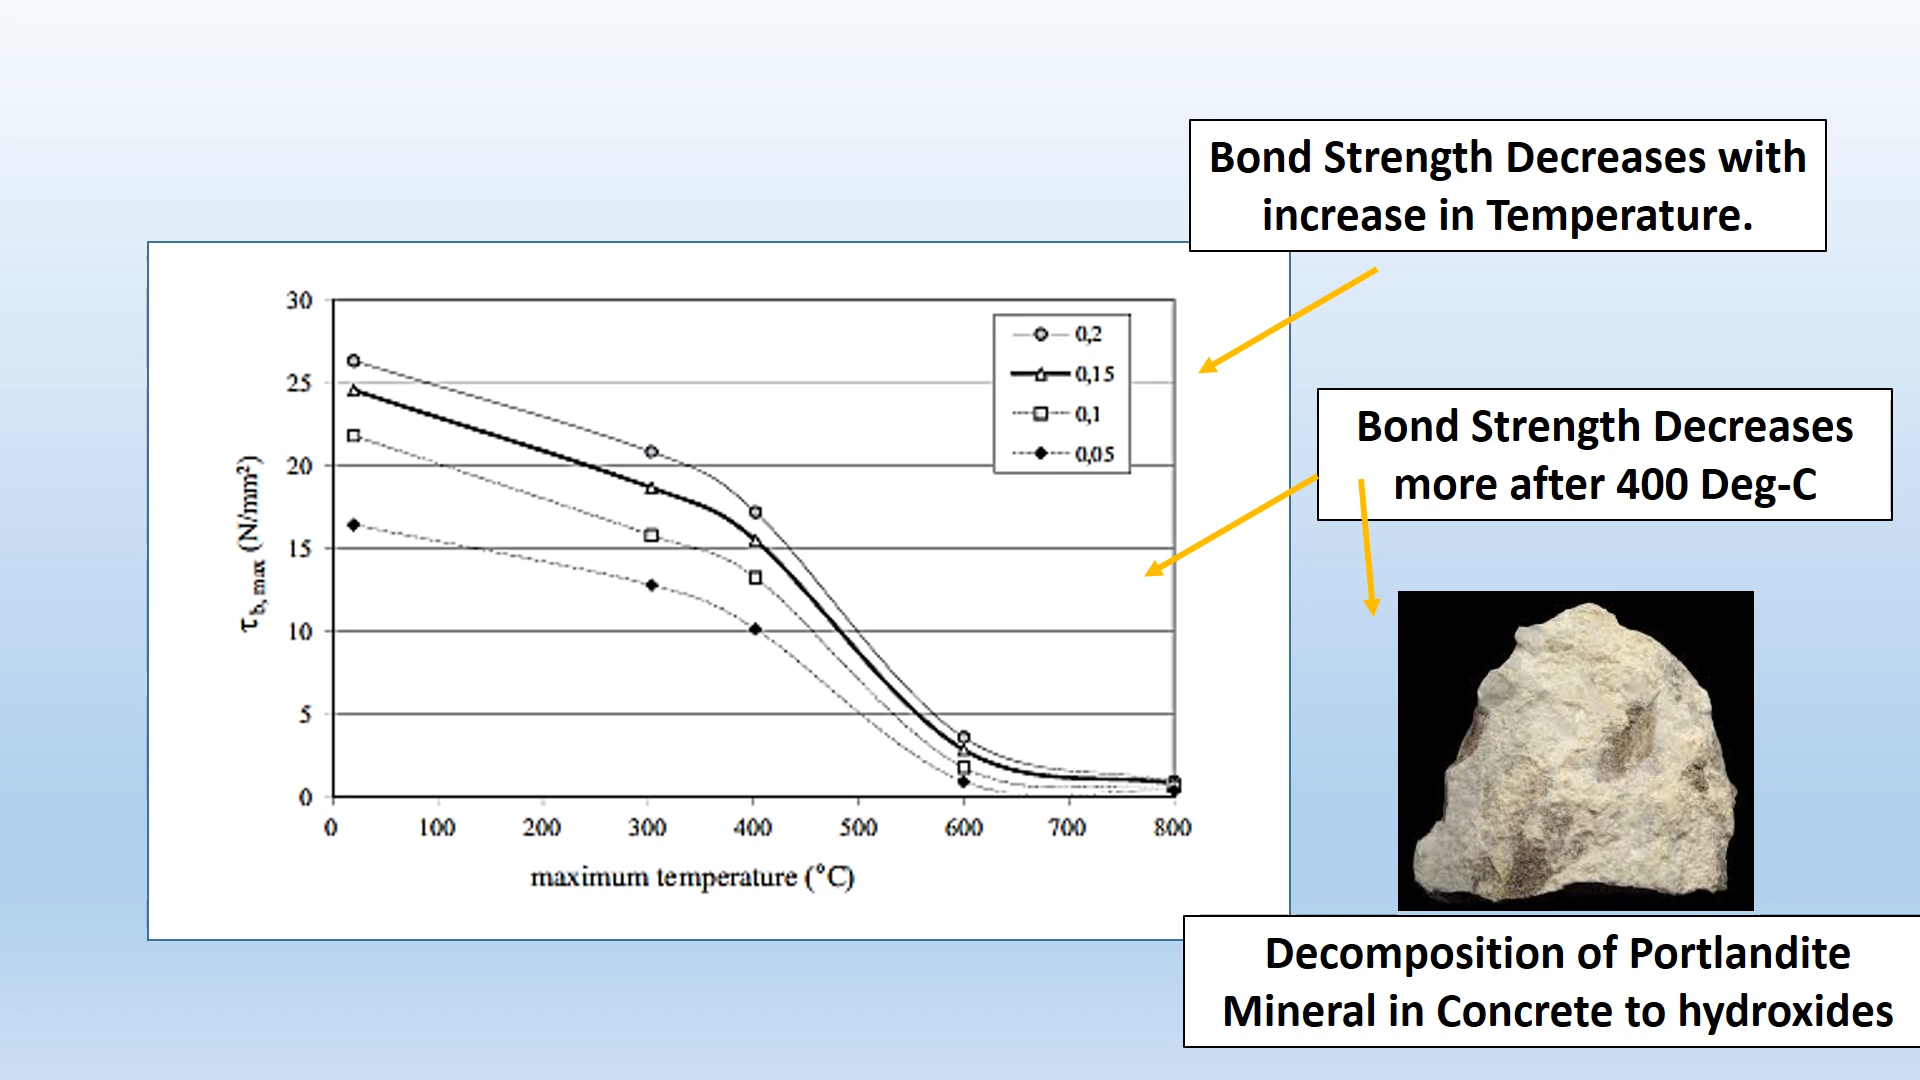 Bond Strength Decreases with
increase in Temperature.
30
25
20
15
10
5
0
τb, max (N/mm²)
0,2
0,15
0,1
0,05
0 100 200 300 400 500 600 700 800
maximum temperature (°C)
Bond Strength Decreases
more after 400 Deg-C
Decomposition of Portlandite
Mineral in Concrete to hydroxides